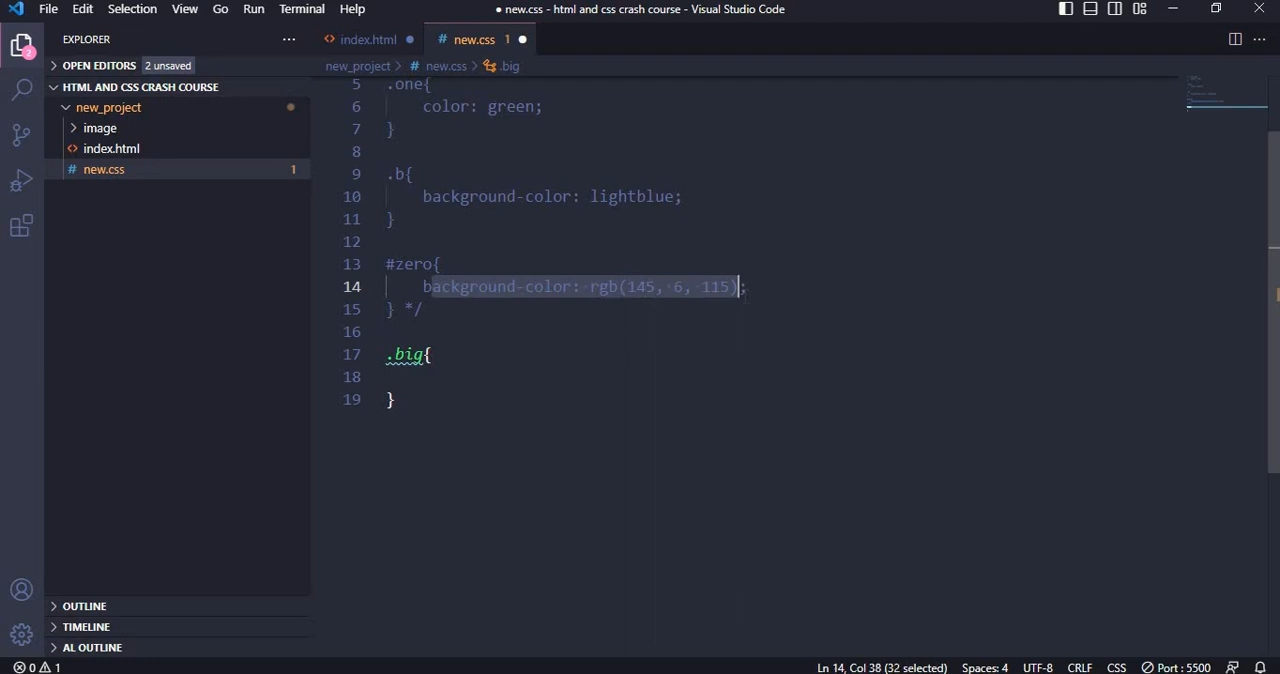 File Edit Selection View Go Run Terminal Help
● new.css - html and css crash course - Visual Studio Code
EXPLORER
index.html
# new.css 1
OPEN EDITORS 2 unsaved
new_project > # new.css > .big
HTML AND CSS CRASH COURSE
new_project
image
index.html
# new.css 1
2
5 .one{
6 color: green;
7 }
8
9 .b{
10 background-color: lightblue;
11 }
12
13 #zero{
14 background-color: rgb(145, 6, 115);
15 } */
16
17 .big{
18
19 }
OUTLINE
TIMELINE
AL OUTLINE
0 1 Ln 14, Col 38 (32 selected) Spaces: 4 UTF-8 CRLF CSS Port : 5500